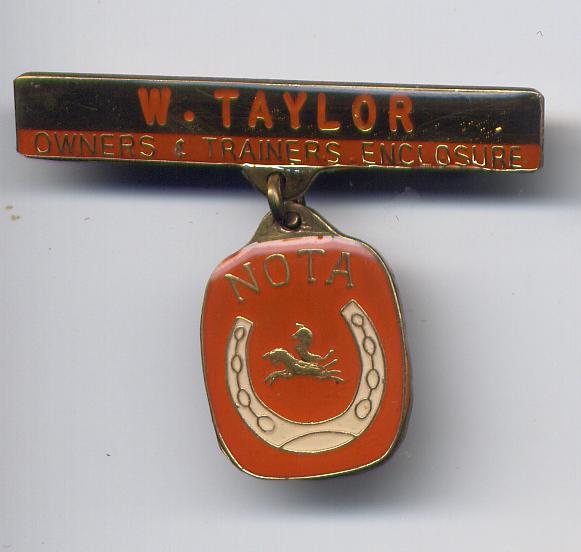 W. TAYLOR
OWNERS & TRAINERS ENCLOSURE
NOTA